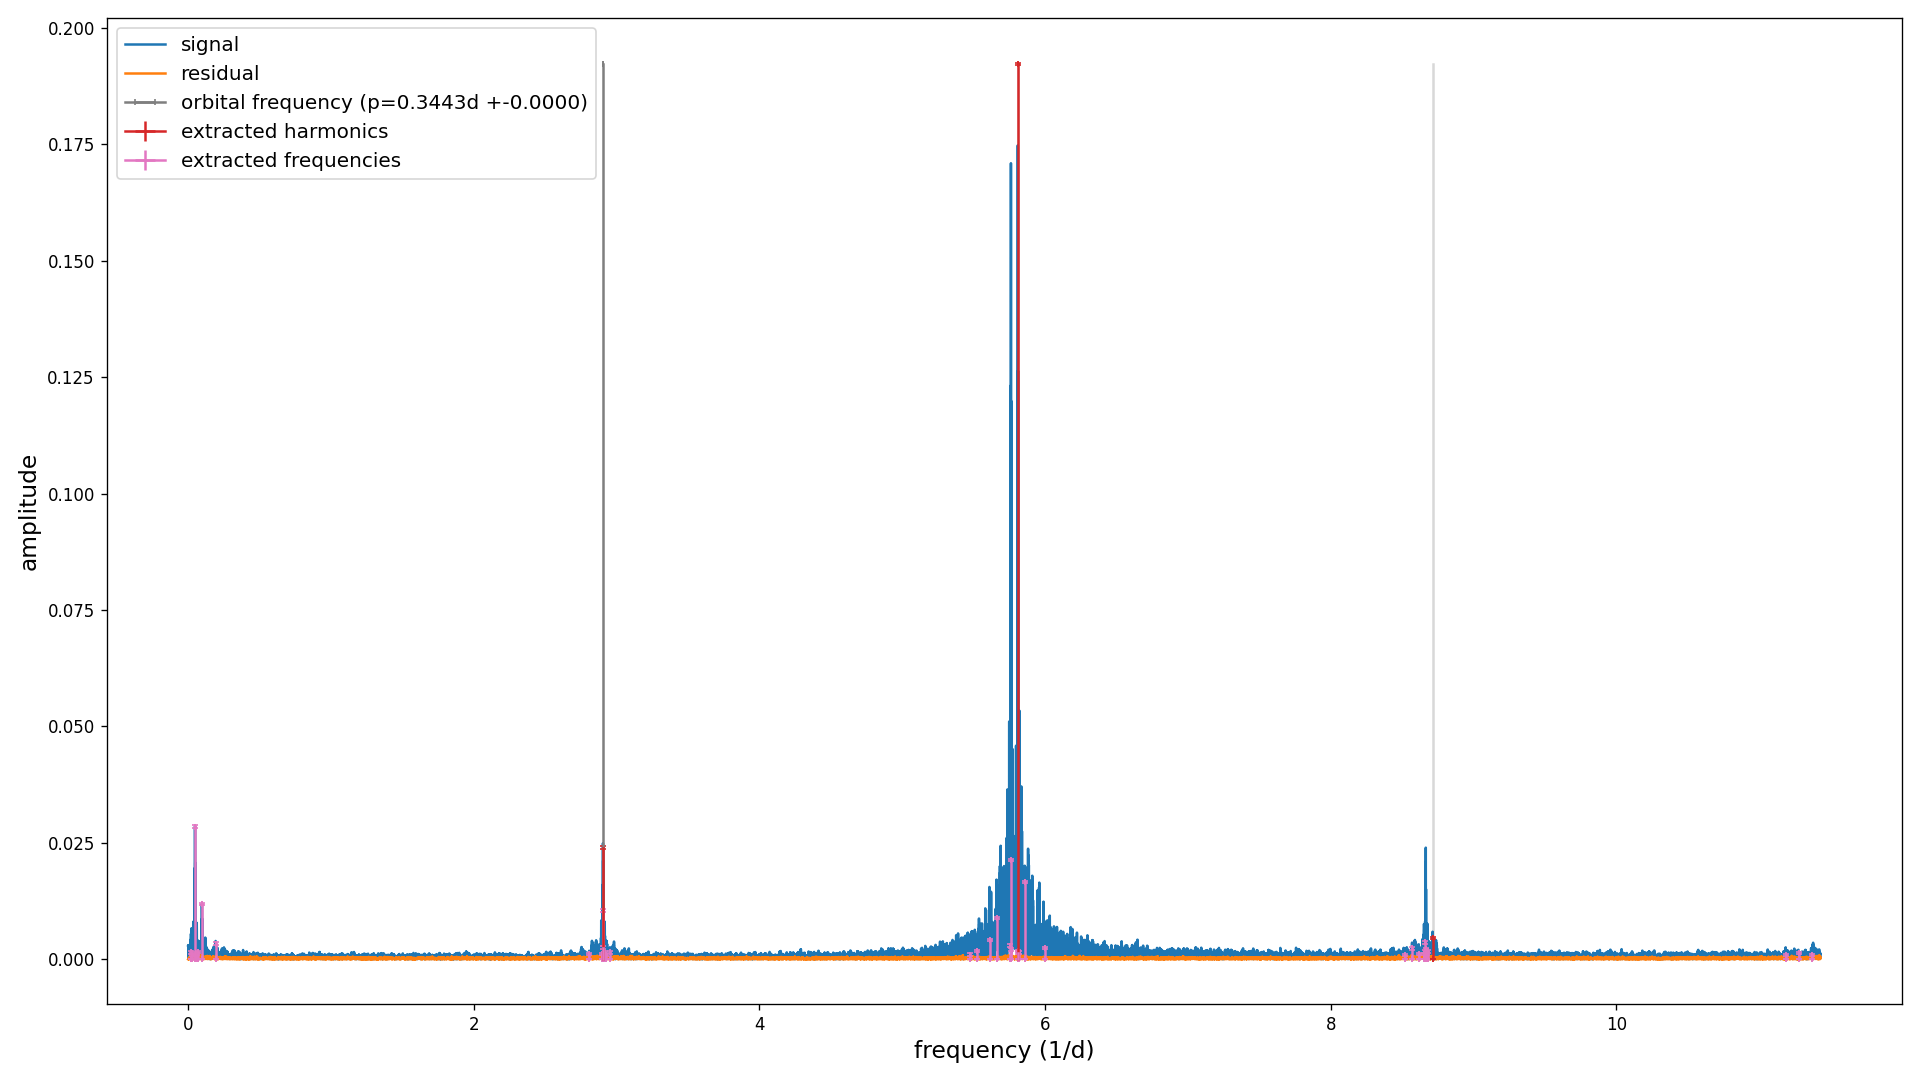 signal
residual
orbital frequency (p=0.3443d +-0.0000)
extracted harmonics
extracted frequencies
amplitude
0.200
0.175
0.150
0.125
0.100
0.075
0.050
0.025
0.000
0 2 4 6 8 10
frequency (1/d)